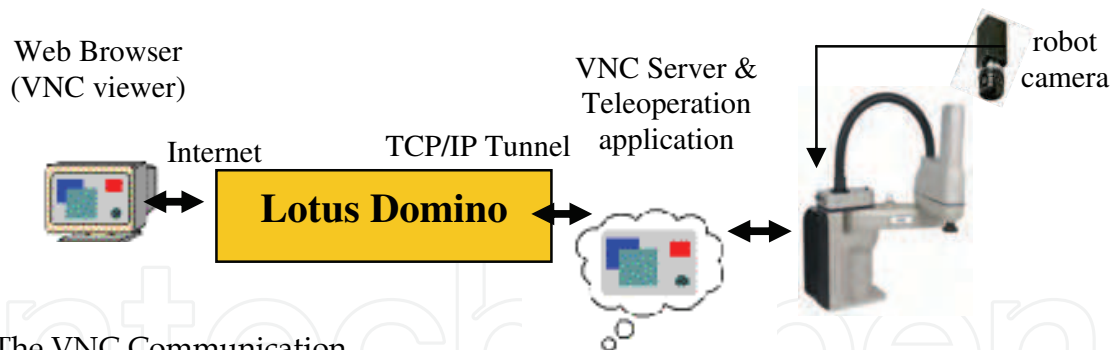 Web Browser
(VNC viewer)
Internet
Lotus Domino
TCP/IP Tunnel
VNC Server &
Teleoperation
application
robot
camera
The VNC Communication